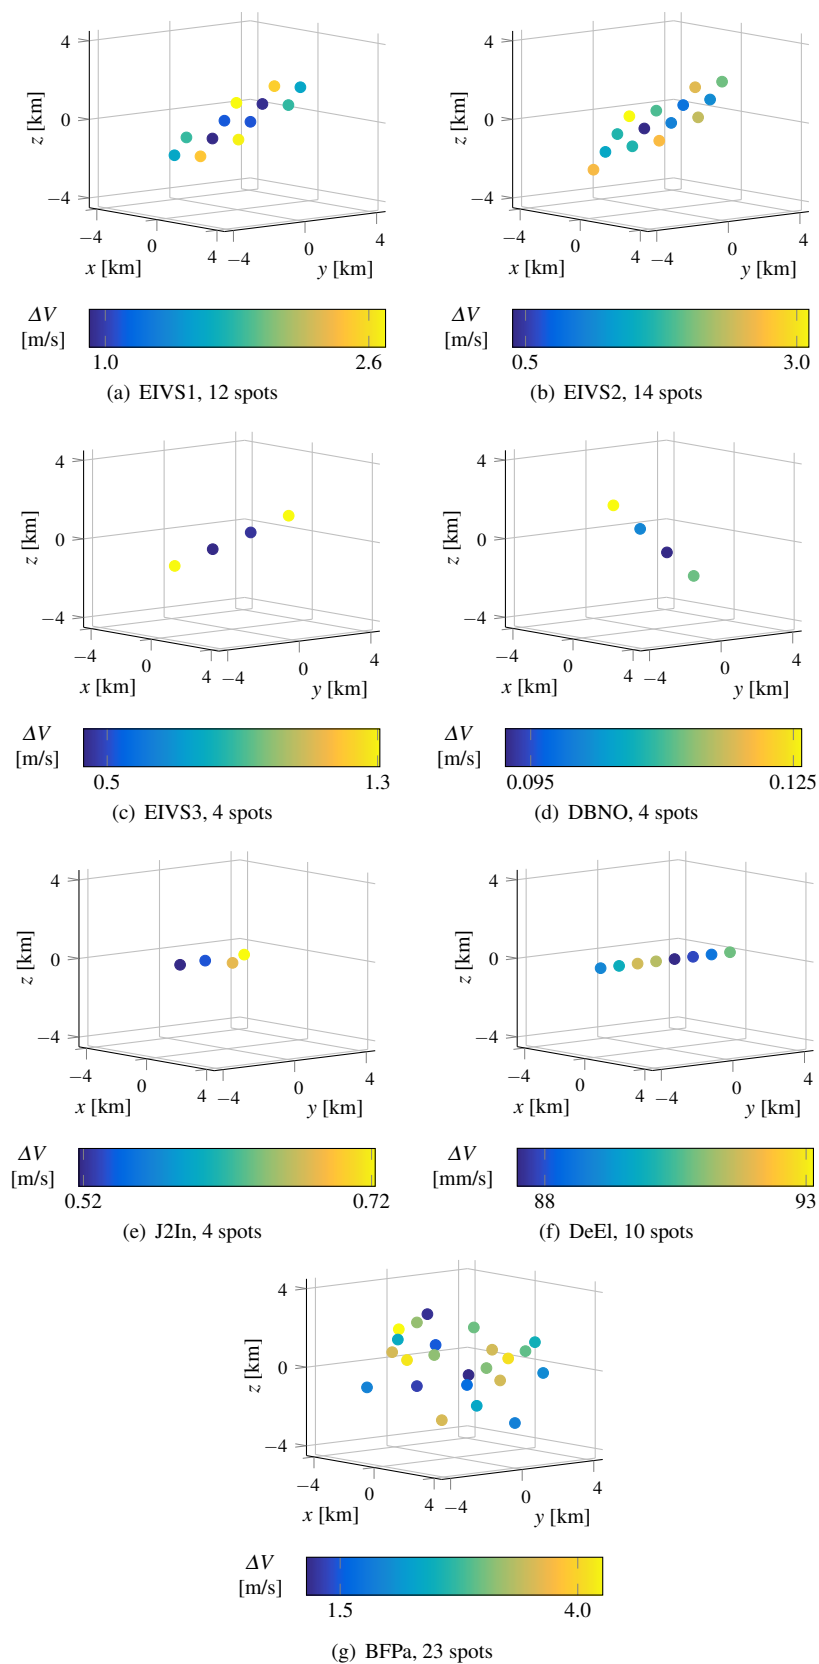 4
0
−4
z [km]
−4
0
4
−4
0
4
x [km]
y [km]
ΔV
[m/s]
1.0
2.6
(a) EIVS1, 12 spots
4
0
−4
z [km]
−4
0
4
−4
0
4
x [km]
y [km]
ΔV
[m/s]
0.5
3.0
(b) EIVS2, 14 spots
4
0
−4
z [km]
−4
0
4
−4
0
4
x [km]
y [km]
ΔV
[m/s]
0.5
1.3
(c) EIVS3, 4 spots
4
0
−4
z [km]
−4
0
4
−4
0
4
x [km]
y [km]
ΔV
[m/s]
0.095
0.125
(d) DBNO, 4 spots
4
0
−4
z [km]
−4
0
4
−4
0
4
x [km]
y [km]
ΔV
[m/s]
0.52
0.72
(e) J2In, 4 spots
4
0
−4
z [km]
−4
0
4
−4
0
4
x [km]
y [km]
ΔV
[mm/s]
88
93
(f) DeEl, 10 spots
4
0
−4
z [km]
−4
0
4
−4
0
4
x [km]
y [km]
ΔV
[m/s]
1.5
4.0
(g) BFPa, 23 spots